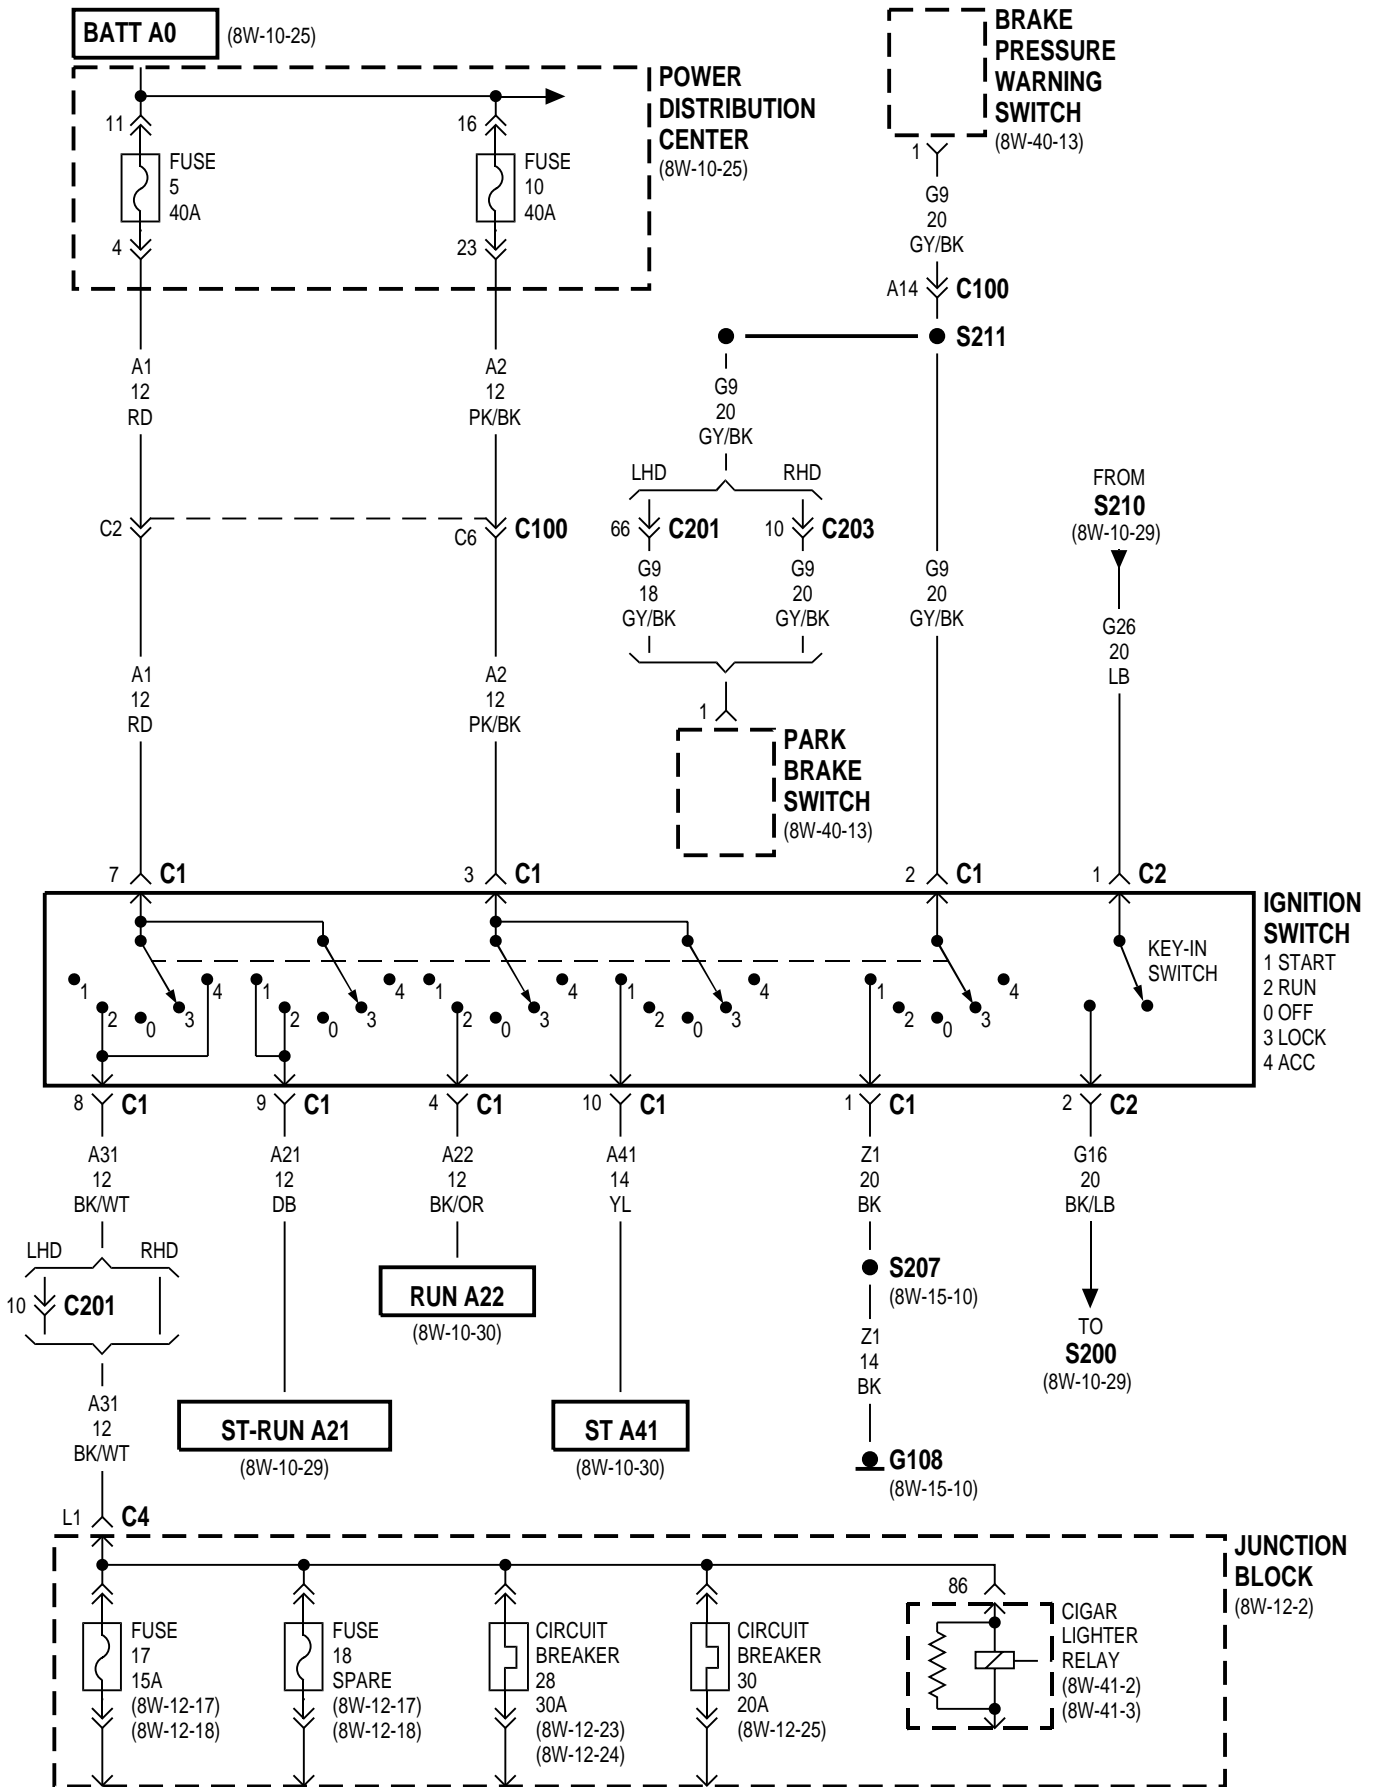 BATT A0
(8W-10-25)
BRAKE
PRESSURE
WARNING
SWITCH
(8W-40-13)
POWER
DISTRIBUTION
CENTER
(8W-10-25)
11
FUSE
5
40A
4
16
FUSE
10
40A
23
1
G9
20
GY/BK
A14
C100
S211
A1
12
RD
A2
12
PK/BK
G9
20
GY/BK
LHD
RHD
FROM
S210
(8W-10-29)
C2
C6
C100
66
C201
10
C203
G9
18
GY/BK
G9
20
GY/BK
G9
20
GY/BK
G26
20
LB
A1
12
RD
A2
12
PK/BK
1
PARK
BRAKE
SWITCH
(8W-40-13)
7
C1
3
C1
2
C1
1
C2
IGNITION
SWITCH
1 START
2 RUN
0 OFF
3 LOCK
4 ACC
KEY-IN
SWITCH
1
2
0
3
4
1
2
0
3
4
1
2
0
3
4
1
2
0
3
4
1
2
0
3
4
8
C1
9
C1
4
C1
10
C1
1
C1
2
C2
A31
12
BK/WT
A21
12
DB
A22
12
BK/OR
A41
14
YL
Z1
20
BK
G16
20
BK/LB
LHD
RHD
10
C201
RUN A22
(8W-10-30)
S207
(8W-15-10)
TO
S200
(8W-10-29)
Z1
14
BK
A31
12
BK/WT
ST-RUN A21
(8W-10-29)
ST A41
(8W-10-30)
G108
(8W-15-10)
L1
C4
JUNCTION
BLOCK
(8W-12-2)
FUSE
17
15A
(8W-12-17)
(8W-12-18)
FUSE
18
SPARE
(8W-12-17)
(8W-12-18)
CIRCUIT
BREAKER
28
30A
(8W-12-23)
(8W-12-24)
CIRCUIT
BREAKER
30
20A
(8W-12-25)
86
CIGAR
LIGHTER
RELAY
(8W-41-2)
(8W-41-3)